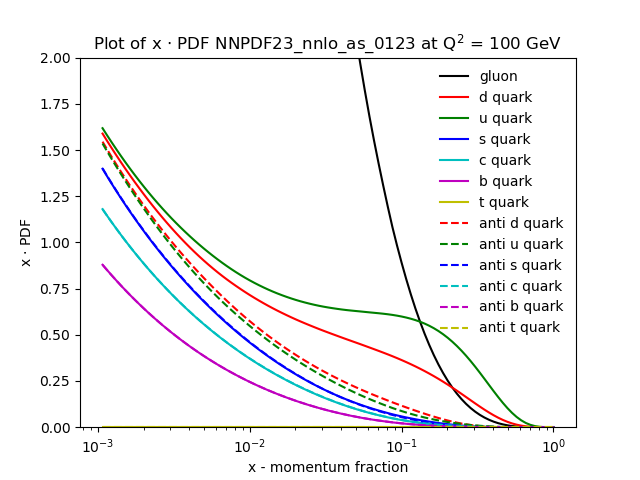 Plot of x · PDF NNPDF23_nnlo_as_0123 at Q² = 100 GeV
2.00
1.75
1.50
1.25
1.00
0.75
0.50
0.25
0.00
x · PDF
gluon
d quark
u quark
s quark
c quark
b quark
t quark
anti d quark
anti u quark
anti s quark
anti c quark
anti b quark
anti t quark
10⁻³ 10⁻² 10⁻¹ 10⁰
x - momentum fraction